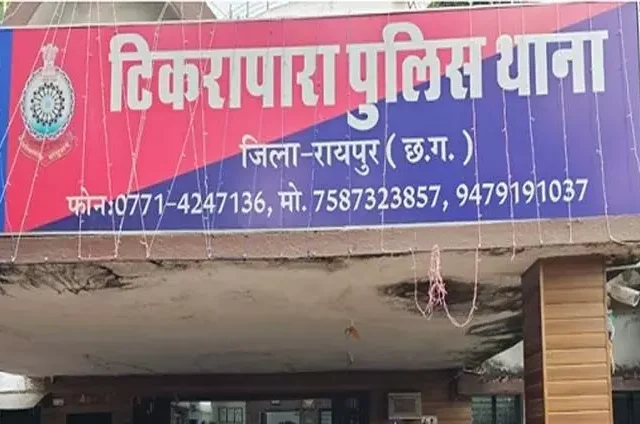 टिकरापारा पुलिस थाना
जिला-रायपुर ( छ.ग. )
फोन:0771-4247136, मो. 7587323857, 9479191037